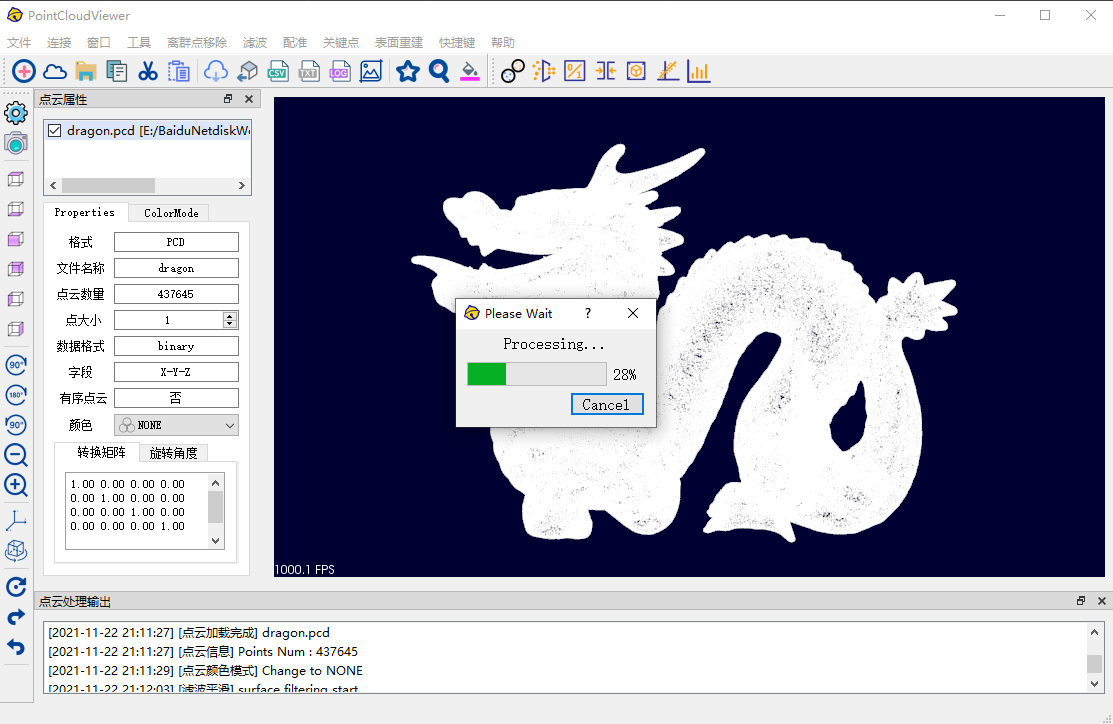 PointCloudViewer
文件 连接 窗口 工具 离群点移除 滤波 配准 关键点 表面重建 快捷键 帮助
CSV TXT LOG
点云属性
dragon.pcd [E:/BaiduNetdiskWo
Properties ColorMode
格式 PCD
文件名称 dragon
点云数量 437645
点大小 1
数据格式 binary
字段 X-Y-Z
有序点云 否
颜色 NONE
转换矩阵 旋转角度
1.00 0.00 0.00 0.00
0.00 1.00 0.00 0.00
0.00 0.00 1.00 0.00
0.00 0.00 0.00 1.00
90°
180°
90°
Please Wait ?
Processing...
28%
Cancel
1000.1 FPS
点云处理输出
[2021-11-22 21:11:27] [点云加载完成] dragon.pcd
[2021-11-22 21:11:27] [点云信息] Points Num : 437645
[2021-11-22 21:11:29] [点云颜色模式] Change to NONE
[2021-11-22 21:12:03] [滤波平滑] surface filtering start